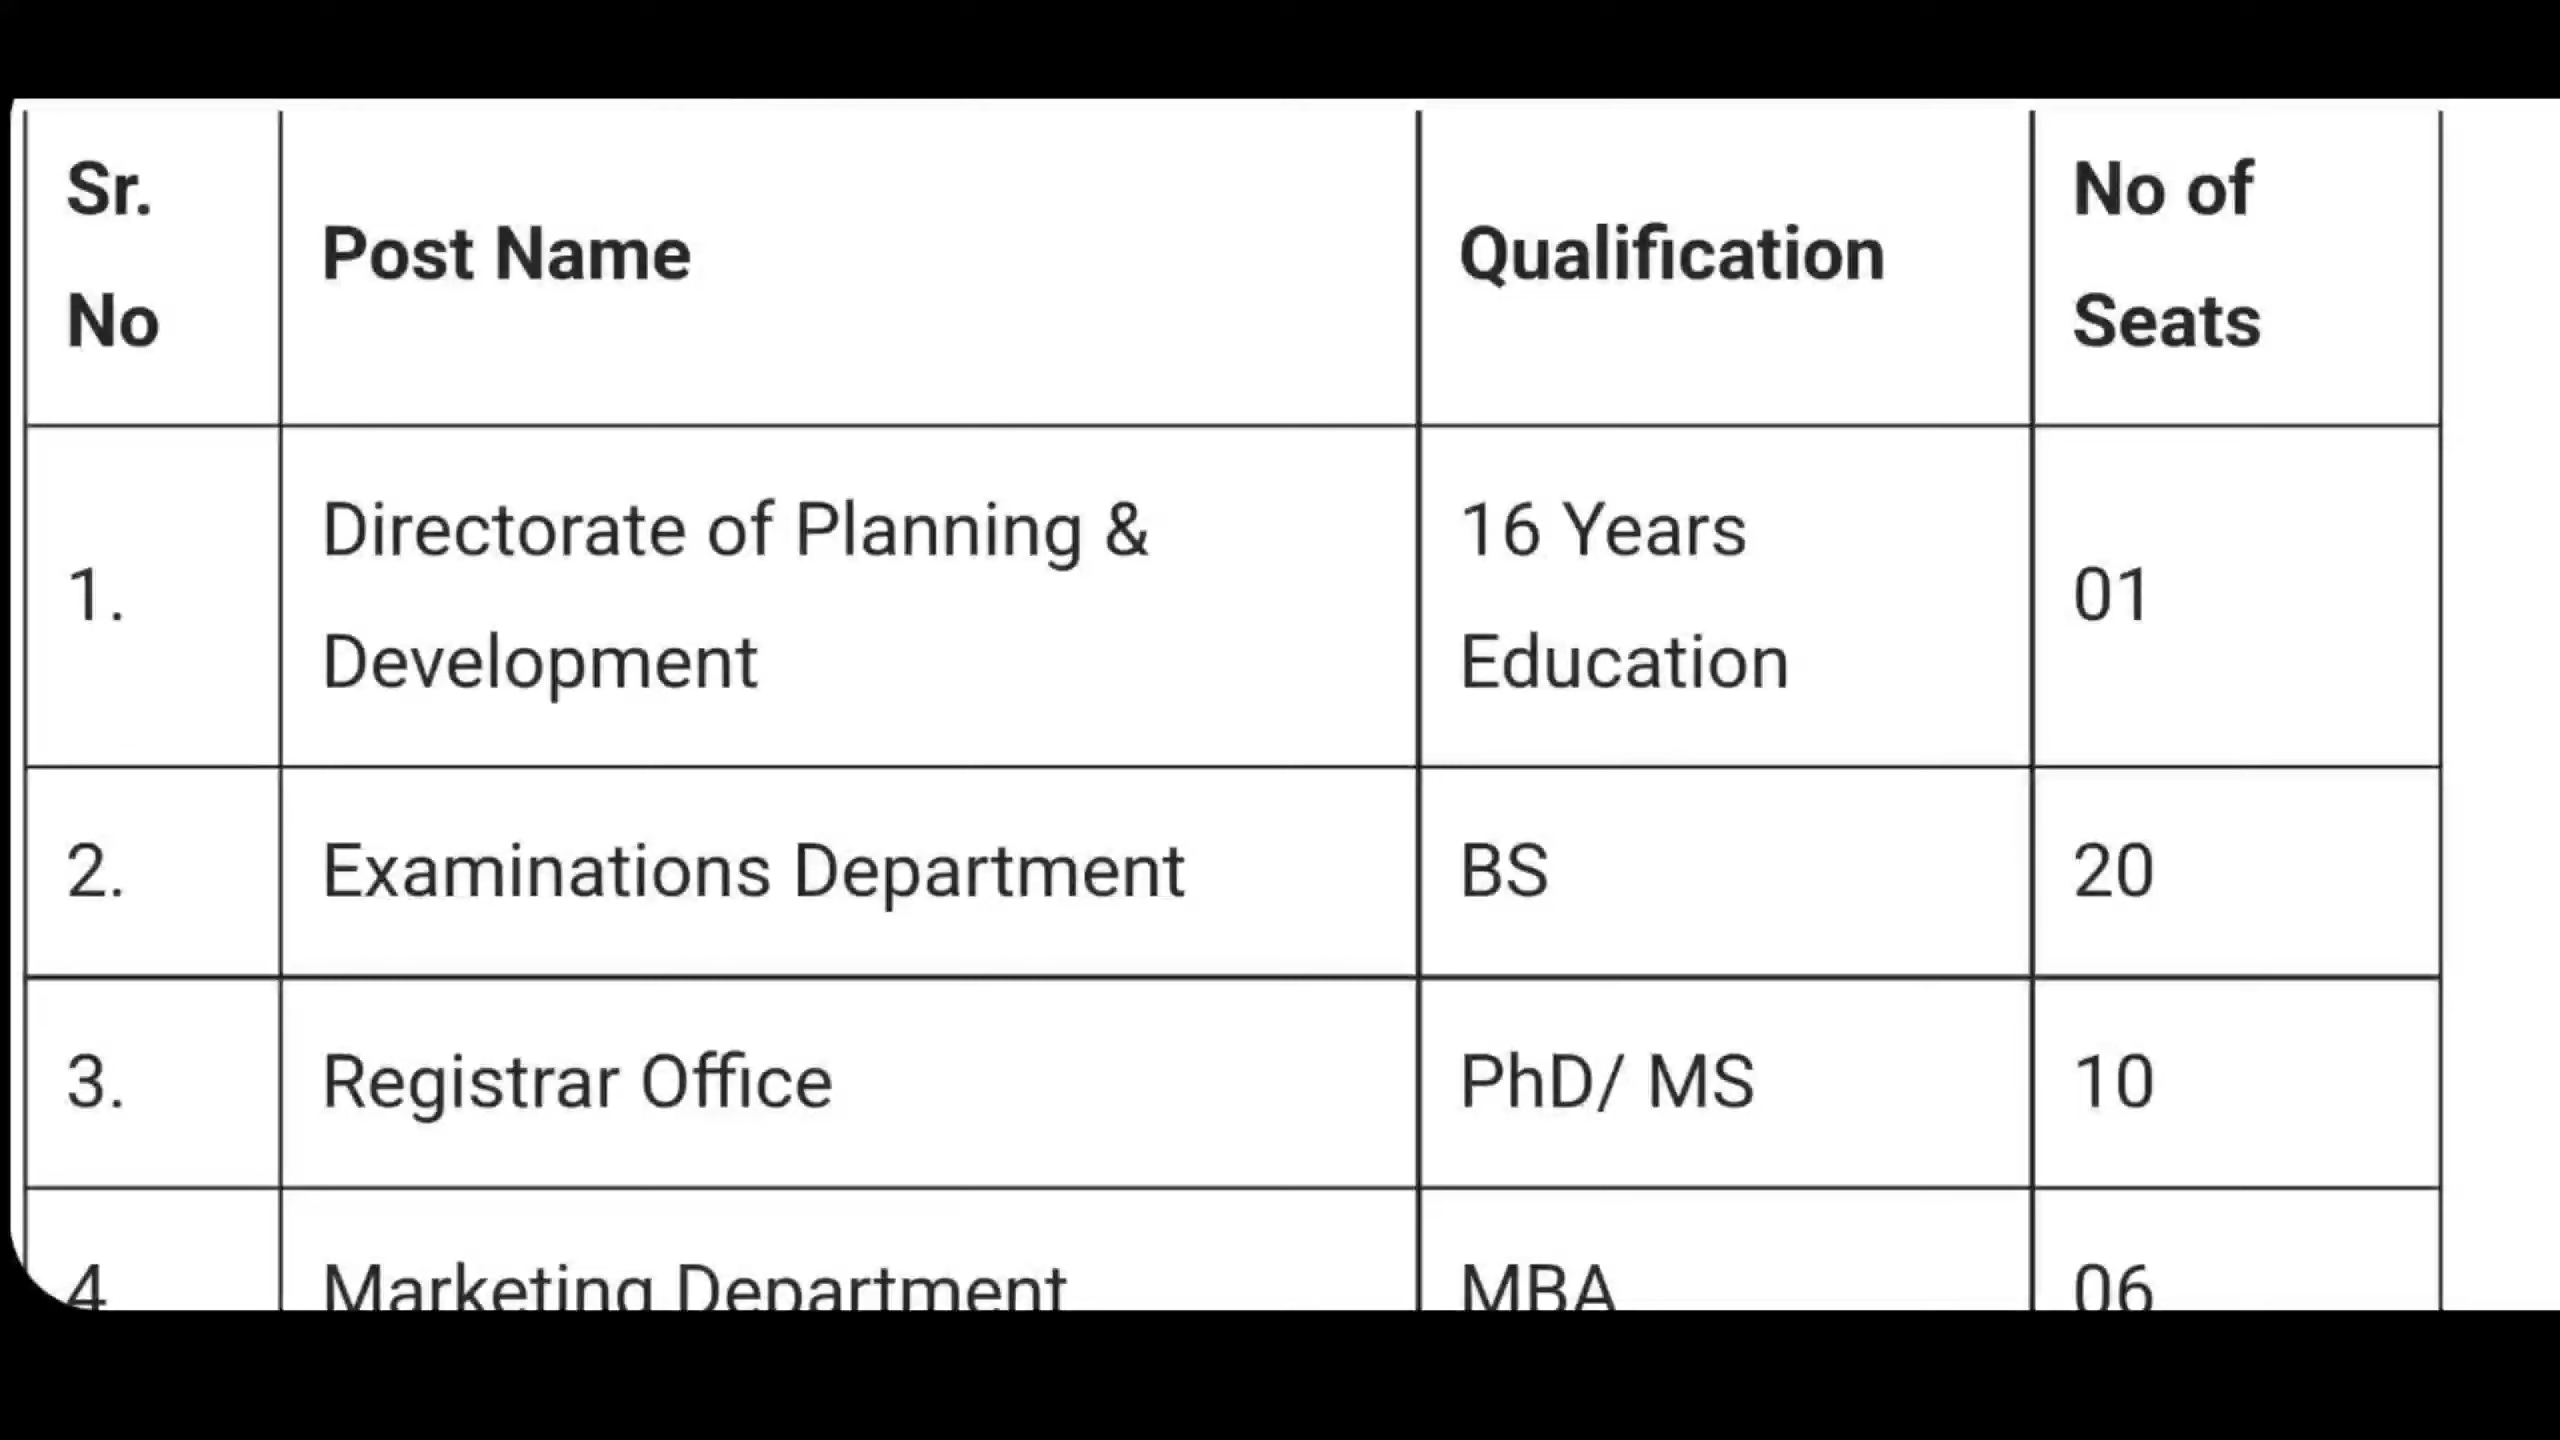 Sr. No | Post Name | Qualification | No of Seats
1. | Directorate of Planning & Development | 16 Years Education | 01
2. | Examinations Department | BS | 20
3. | Registrar Office | PhD/ MS | 10
4 | Marketing Department | MBA | 06